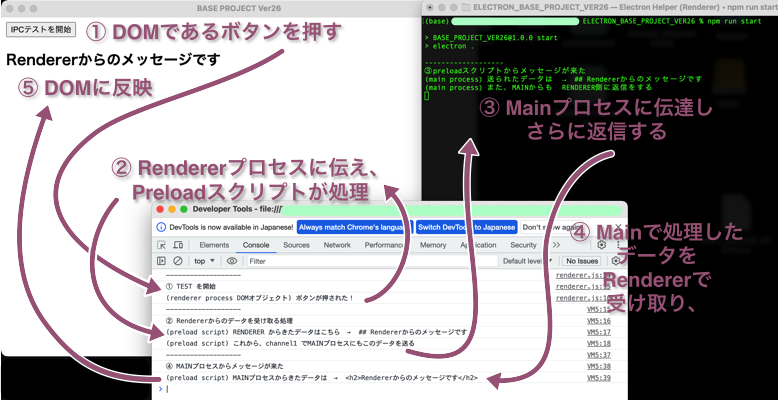 BASE PROJECT Ver26
IPCテストを開始
① DOMであるボタンを押す
Rendererからのメッセージです
⑤ DOMに反映
ELECTRON_BASE_PROJECT_VER26 — Electron Helper (Renderer) ◂ npm run start
(base) ELECTRON_BASE_PROJECT_VER26 % npm run start
> BASE_PROJECT_VER26@1.0.0 start
> electron .
-------------------
③preloadスクリプトからメッセージが来た
(main process) 送られたデータは → ## Rendererからのメッセージです
(main process) また、MAINからも RENDERER側に返信をする
③ Mainプロセスに伝達し
さらに返信する
② Rendererプロセスに伝え、
Preloadスクリプトが処理
Developer Tools - file:///
DevTools is now available in Japanese!
Always match Chrome's language
Switch DevTools to Japanese
Don't show again
④ Mainで処理した
データを
Rendererで
受け取り、
Elements Console Sources Network Performance Memory Application Security
top Filter Default levels No Issues
------------------- renderer.js:
① TEST を開始 renderer.js:
(renderer process DOMオブジェクト) ボタンが押された！ renderer.js:
------------------- VM5:15
② Rendererからのデータを受け取る処理 VM5:16
(preload script) RENDERER からきたデータはこちら → ## Rendererからのメッセージです VM5:17
(preload script) これから、channel1 でMAINプロセスにもこのデータを送る VM5:18
------------------- VM5:37
④ MAINプロセスからメッセージが来た VM5:38
(preload script) MAINプロセスからきたデータは → <h2>Rendererからのメッセージです</h2> VM5:39
>